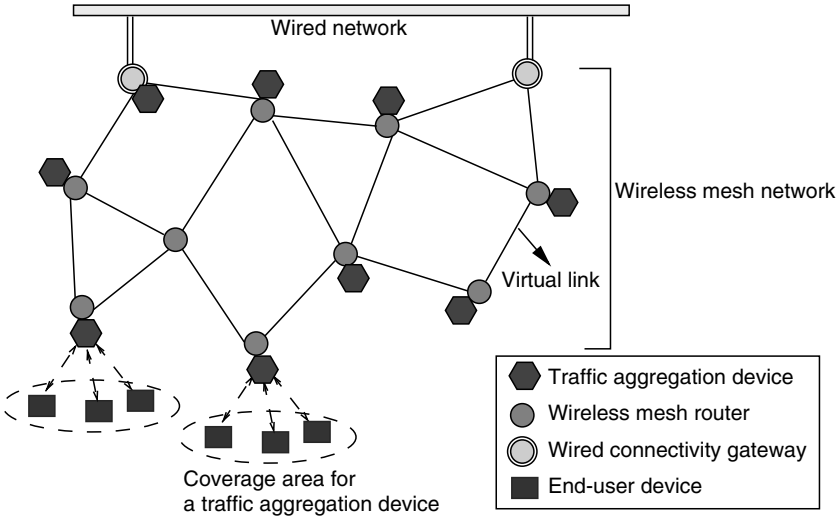 Wired network
Wireless mesh network
Virtual link
Traffic aggregation device
Wireless mesh router
Wired connectivity gateway
End-user device
Coverage area for
a traffic aggregation device